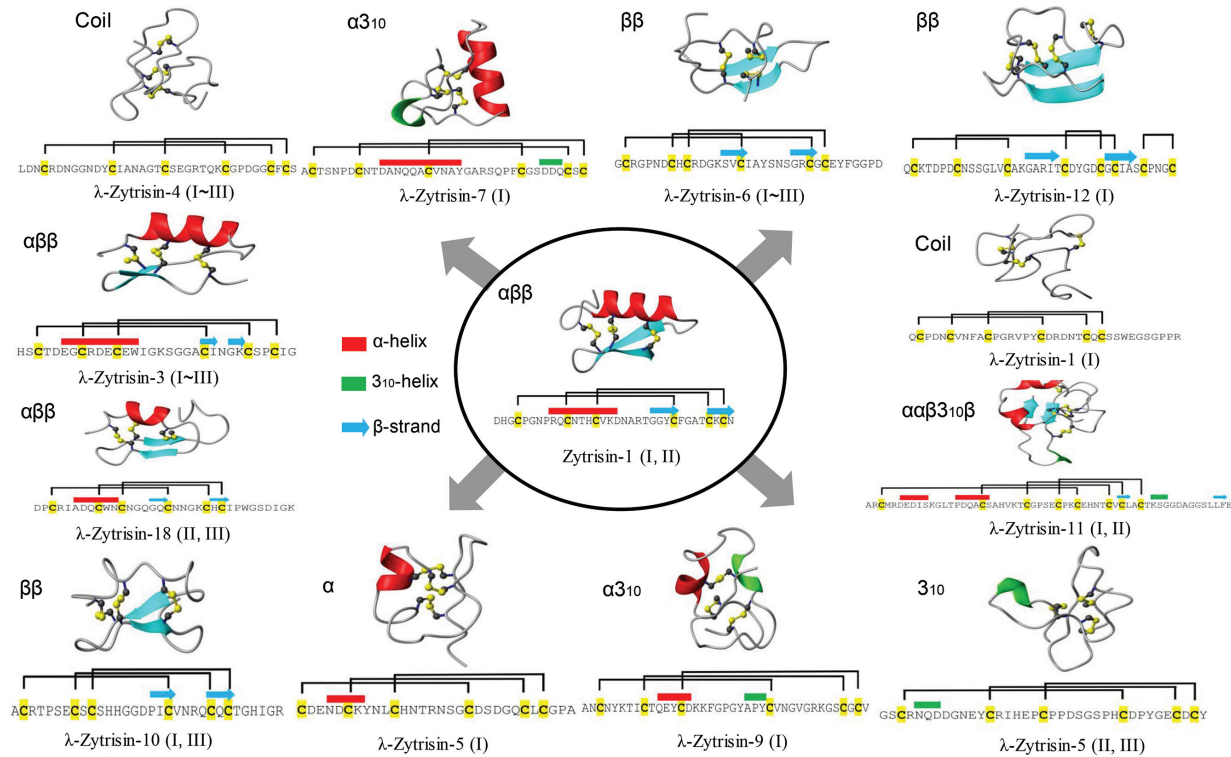 Coil
LDNCRDNGGNDYCIANAGTCSEGRTQKCGPDGGCFCS
λ-Zytrisin-4 (I~III)
α3₁₀
ACTSNPDCNTDANQQACVNAYGARSQPFCGSDDQCSC
λ-Zytrisin-7 (I)
ββ
GCRGPNDCHCRDGKSVCIAYSNSGRCGCEYFGGPD
λ-Zytrisin-6 (I~III)
ββ
QCKTDPDCNSSGLVCAKGARITCDYGDCGCIASCPNGC
λ-Zytrisin-12 (I)
αββ
HSCTDEGCRDECEWIGKSGGACINGKCSPCIG
λ-Zytrisin-3 (I~III)
αββ
α-helix
3₁₀-helix
β-strand
DHGCPGNPRQCNTHCVKDNARTGGYCFGATCKCN
Zytrisin-1 (I, II)
Coil
QCPDNCVNFACPGRVPYCDRDNTCQCSSWEGSGPPR
λ-Zytrisin-1 (I)
αββ
DPCRIADQCWNCNGQGQCNNGKCHCIPWGSDIGK
λ-Zytrisin-18 (II, III)
ααβ3₁₀β
ARCMRDEDISKGLTPDQACSAHVKTCGPSECPKCEHNTCVCLACTKSGGDAGGSLLFE
λ-Zytrisin-11 (I, II)
ββ
ACRTPSECSCSHHGGDPICVNRQCQCTGHIGR
λ-Zytrisin-10 (I, III)
α
CDENDCKYNLCHNTRNSGCDSDGQCLCGPA
λ-Zytrisin-5 (I)
α3₁₀
ANCNYKTICTQEYCDKKFGPGYAPYCVNGVGRKGSCGCV
λ-Zytrisin-9 (I)
3₁₀
GSCRNQDDGNEYCRIHEPCPPDSGSPHCDPYGECDCY
λ-Zytrisin-5 (II, III)